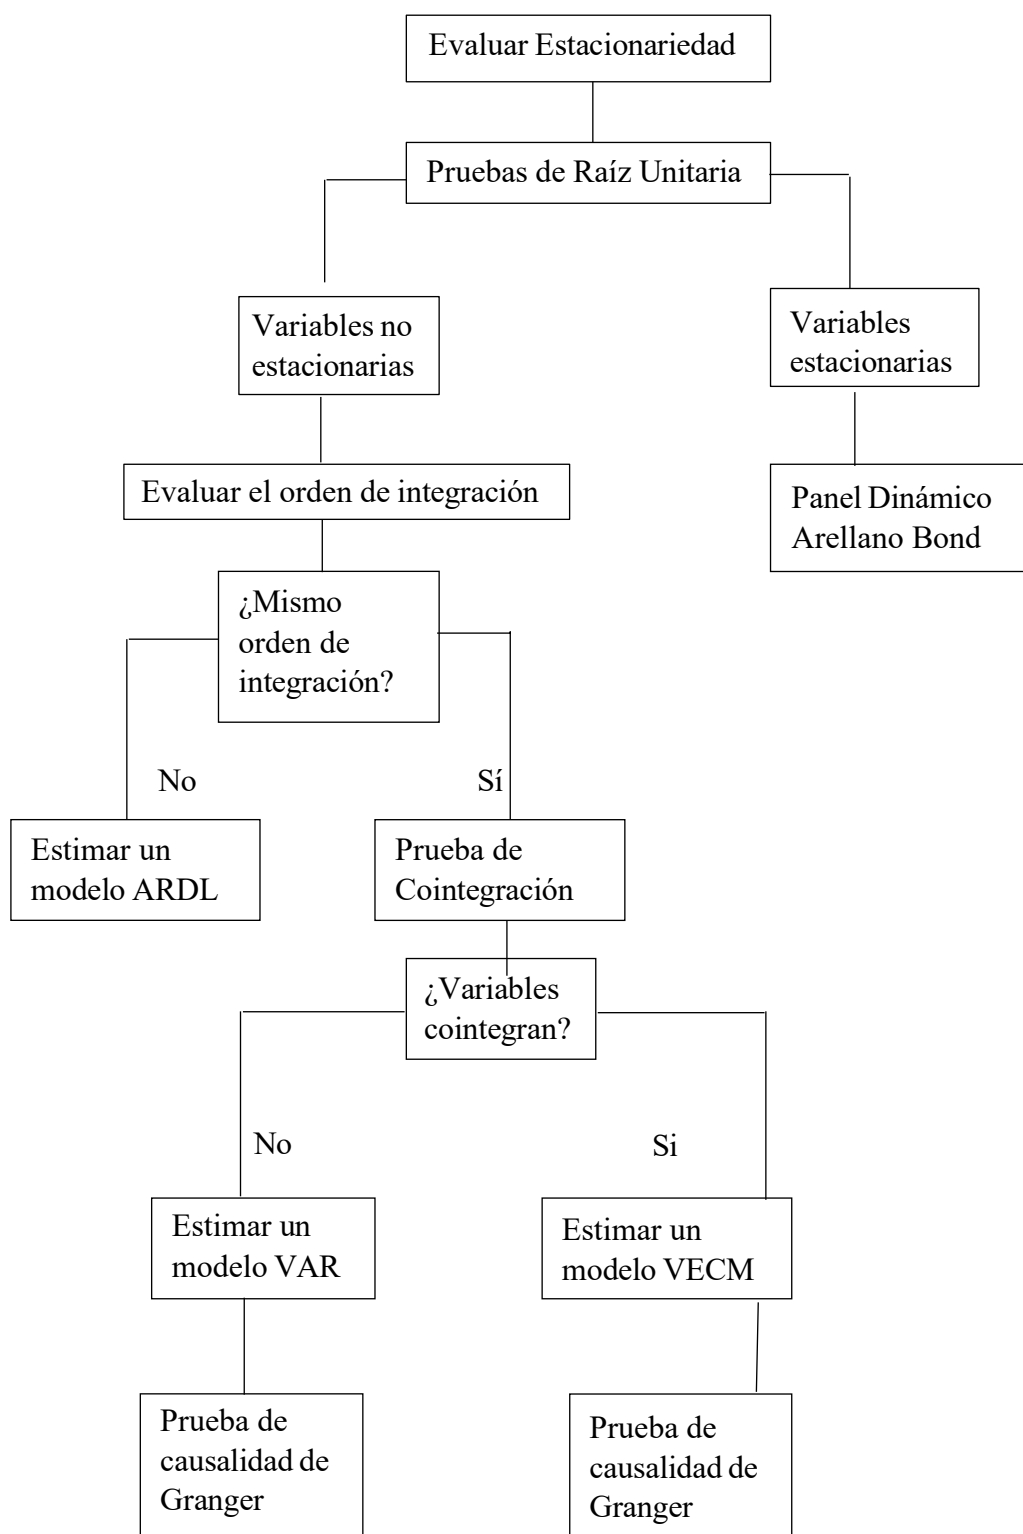 Evaluar Estacionariedad
Pruebas de Raíz Unitaria
Variables no
estacionarias
Variables
estacionarias
Evaluar el orden de integración
Panel Dinámico
Arellano Bond
¿Mismo
orden de
integración?
No
Sí
Estimar un
modelo ARDL
Prueba de
Cointegración
¿Variables
cointegran?
No
Si
Estimar un
modelo VAR
Estimar un
modelo VECM
Prueba de
causalidad de
Granger
Prueba de
causalidad de
Granger